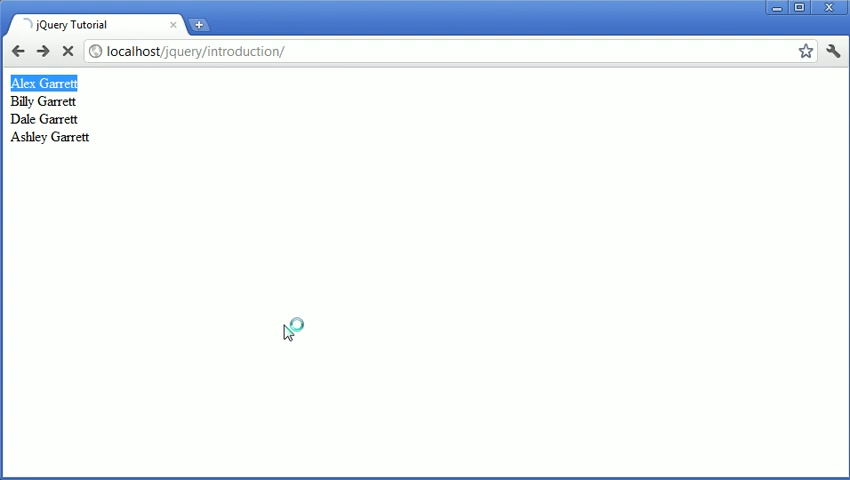 jQuery Tutorial
localhost/jquery/introduction/
Alex Garrett
Billy Garrett
Dale Garrett
Ashley Garrett